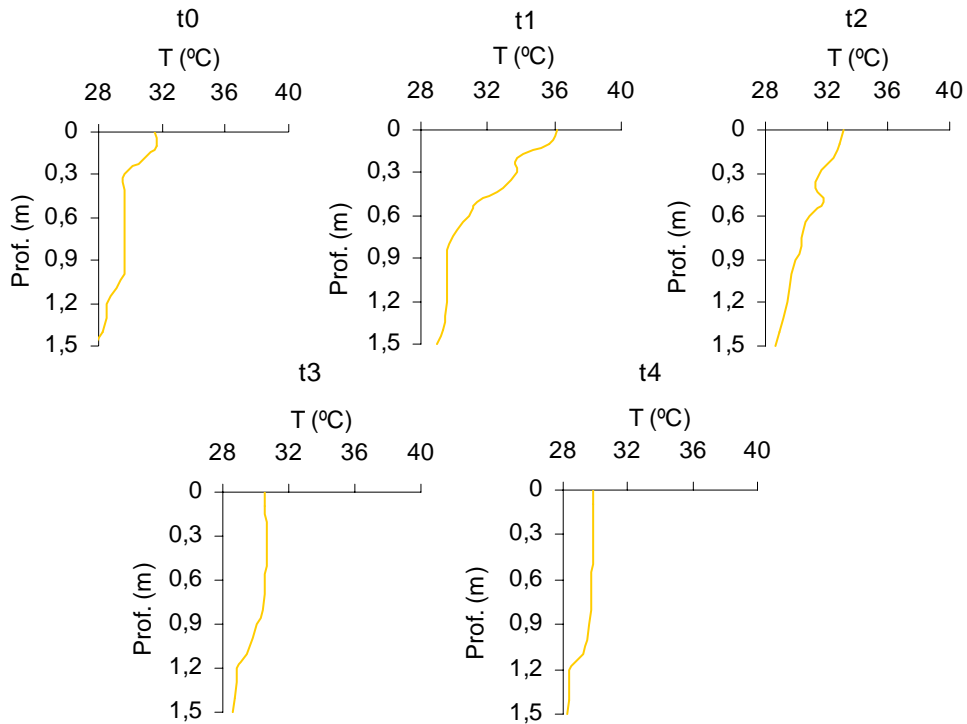 t0
T (ºC)
28 32 36 40
0
0,3
0,6
0,9
1,2
1,5
Prof. (m)
t1
T (ºC)
28 32 36 40
0
0,3
0,6
0,9
1,2
1,5
Prof. (m)
t2
T (ºC)
28 32 36 40
0
0,3
0,6
0,9
1,2
1,5
Prof. (m)
t3
T (ºC)
28 32 36 40
0
0,3
0,6
0,9
1,2
1,5
Prof. (m)
t4
T (ºC)
28 32 36 40
0
0,3
0,6
0,9
1,2
1,5
Prof. (m)